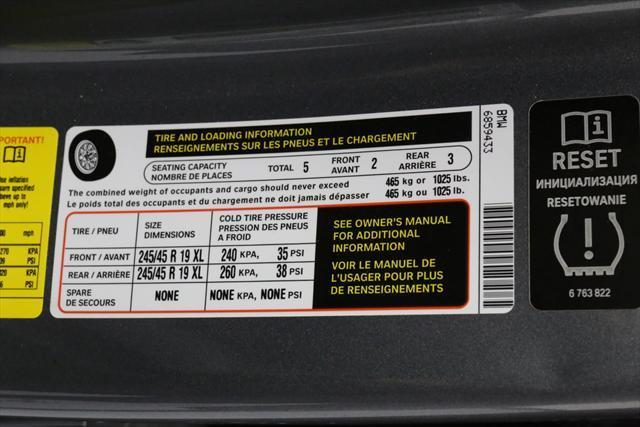 PORTANT!
mph only!
mph
KPA
PSI
KPA
PSI
TIRE AND LOADING INFORMATION
RENSEIGNEMENTS SUR LES PNEUS ET LE CHARGEMENT
SEATING CAPACITY
NOMBRE DE PLACES
TOTAL 5
FRONT
AVANT 2
REAR
ARRIÈRE 3
The combined weight of occupants and cargo should never exceed 465 kg or 1025 lbs.
Le poids total des occupants et du chargement ne doit jamais dépasser 465 kg ou 1025 lb.
TIRE / PNEU
SIZE
DIMENSIONS
COLD TIRE PRESSURE
PRESSION DES PNEUS
A FROID
FRONT / AVANT 245/45 R 19 XL 240 KPA, 35 PSI
REAR / ARRIÈRE 245/45 R 19 XL 260 KPA, 38 PSI
SPARE
DE SECOURS
NONE NONE KPA, NONE PSI
SEE OWNER'S MANUAL
FOR ADDITIONAL
INFORMATION
VOIR LE MANUEL DE
L'USAGER POUR PLUS
DE RENSEIGNEMENTS
BMW
6859433
RESET
ИНИЦИАЛИЗАЦИЯ
RESETOWANIE
6 763 822